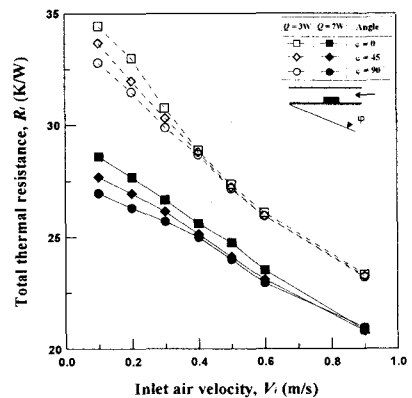 Total thermal resistance, Rt (K/W)
35
30
25
20
Q = 3W Q = 7W Angle
φ = 0
φ = 45
φ = 90
φ
0.0 0.2 0.4 0.6 0.8 1.0
Inlet air velocity, Vi (m/s)